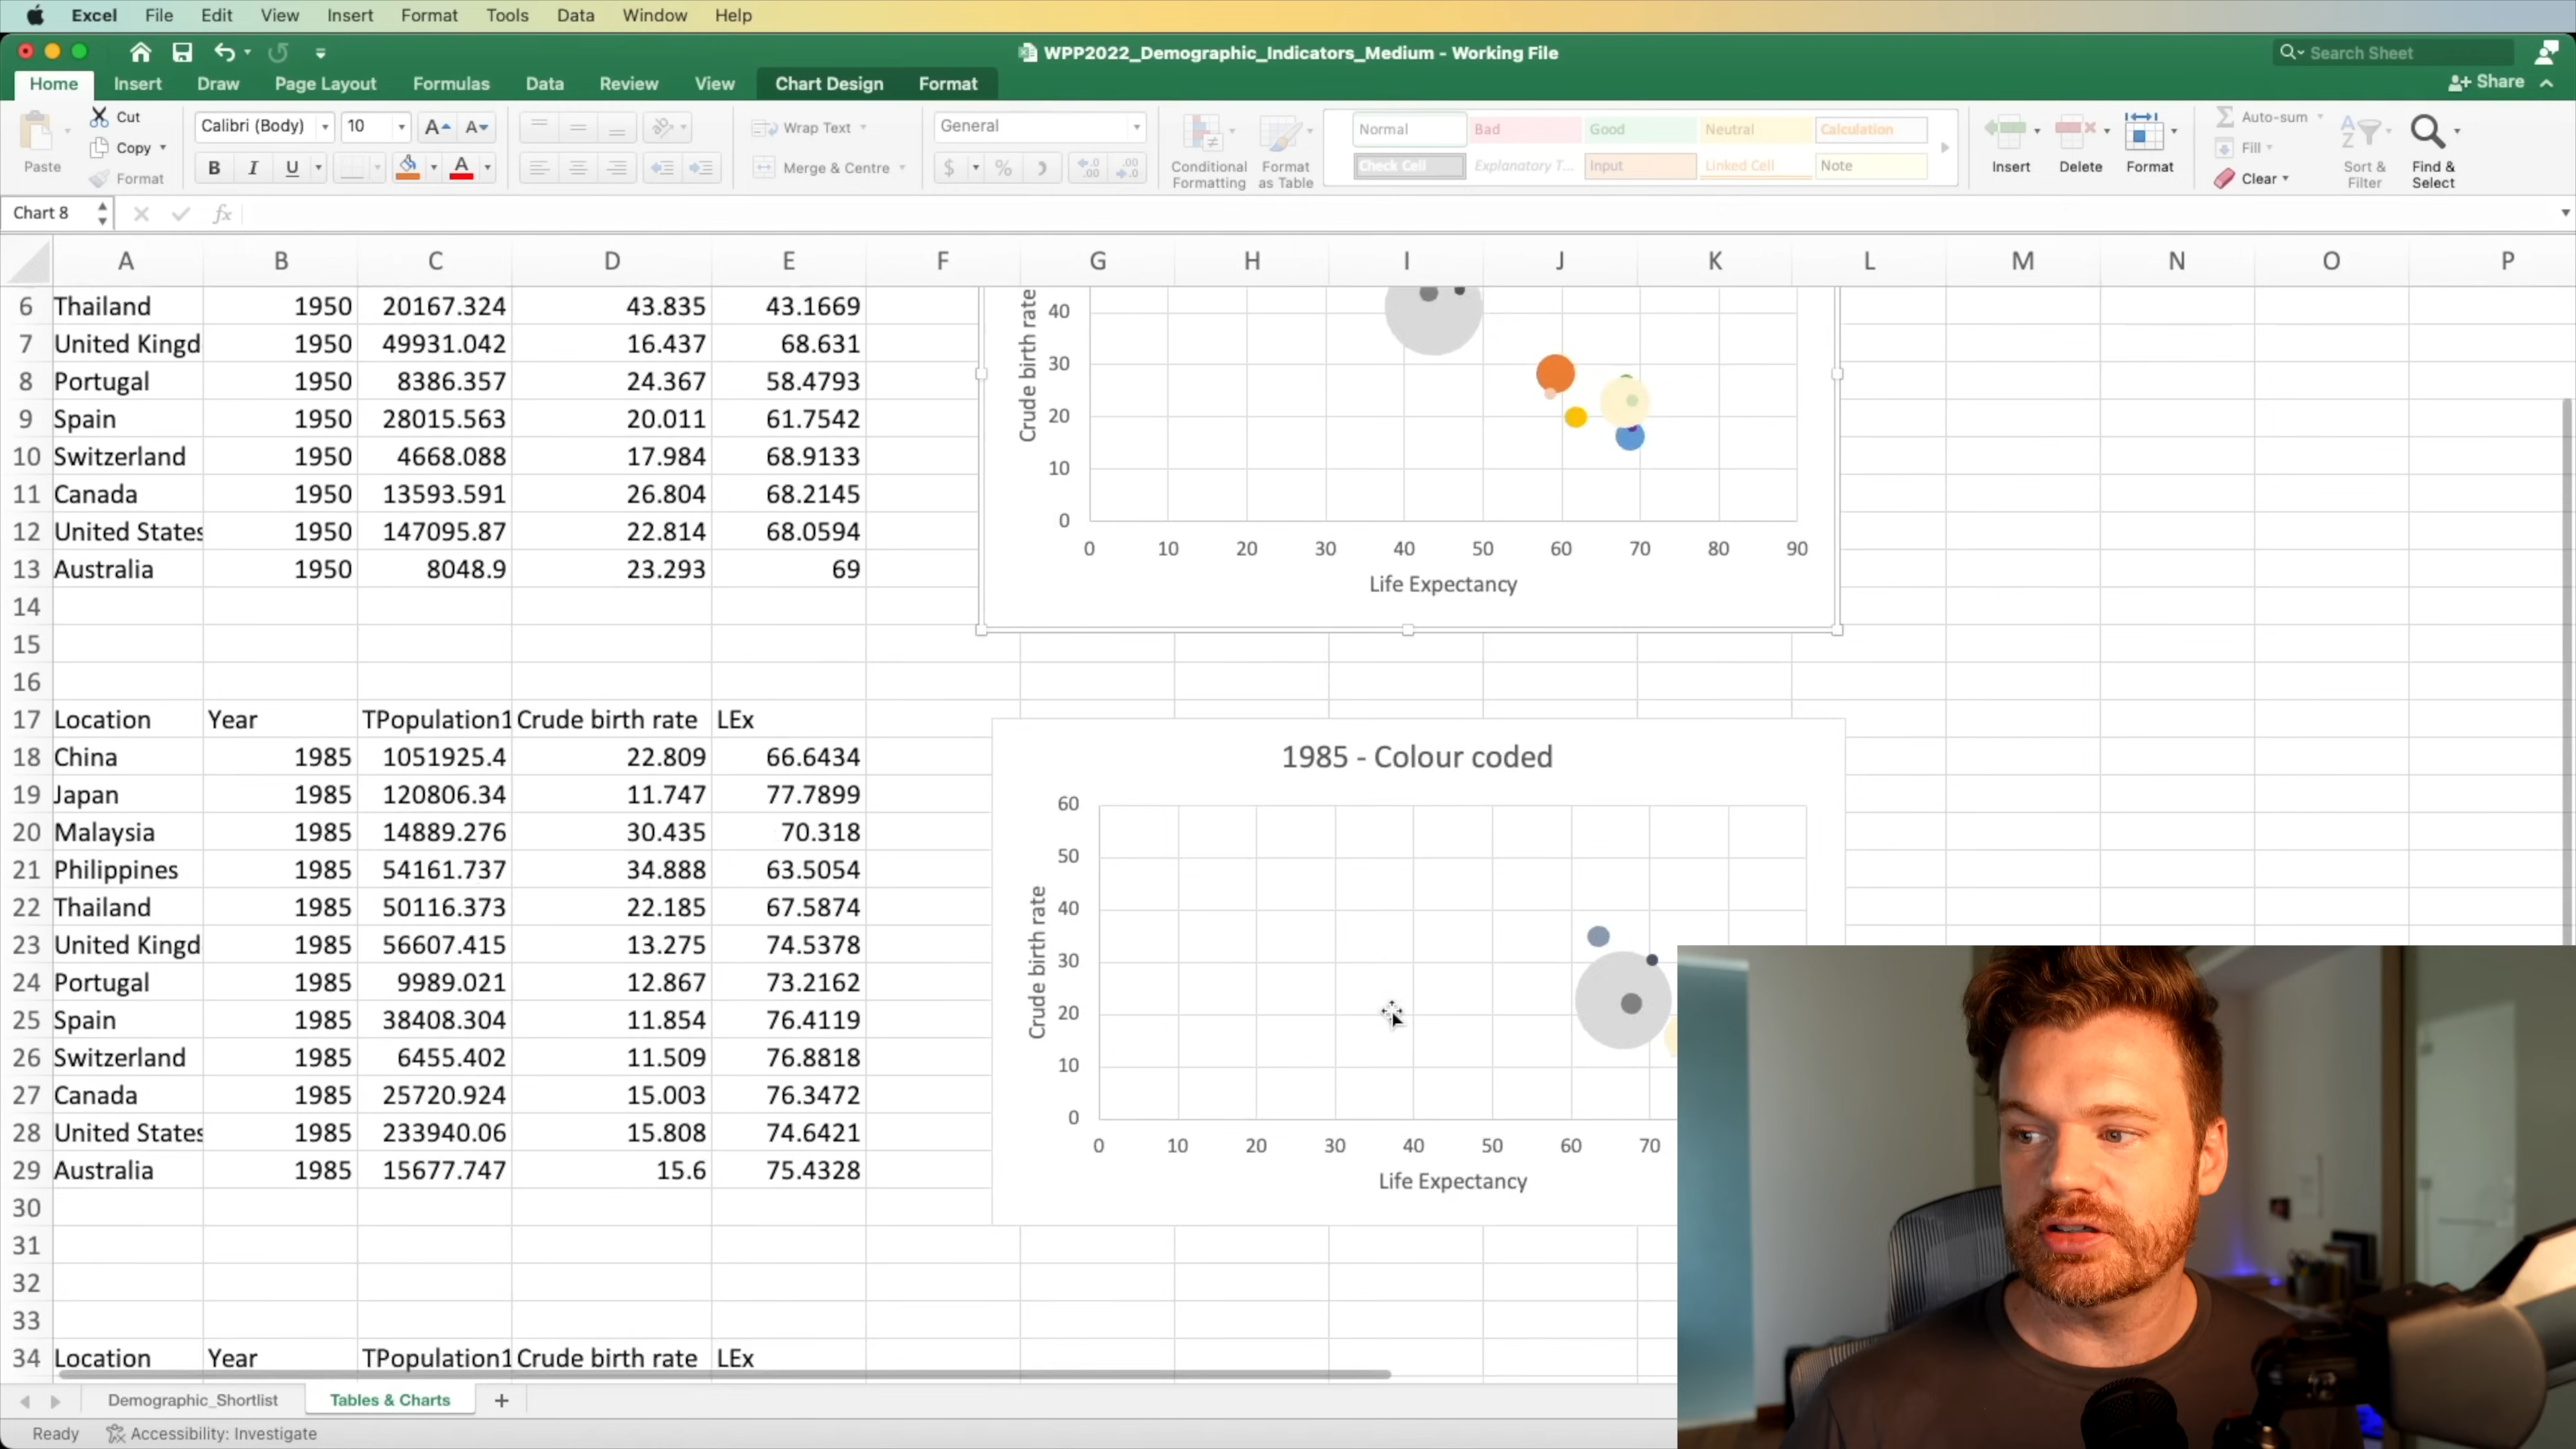 Excel File Edit View Insert Format Tools Data Window Help
WPP2022_Demographic_Indicators_Medium - Working File
Search Sheet
Home Insert Draw Page Layout Formulas Data Review View Chart Design Format
Share
Paste
Cut
Copy
Format
Calibri (Body) 10
B I U
Wrap Text
Merge & Centre
General
$ %
Conditional Formatting
Format as Table
Normal Bad Good Neutral Calculation
Check Cell Explanatory T... Input Linked Cell Note
Insert Delete Format
Auto-sum
Fill
Clear
Sort & Filter
Find & Select
Chart 8 fx
A B C D E F G H I J K L M N O P
6 Thailand 1950 20167.324 43.835 43.1669
7 United Kingd 1950 49931.042 16.437 68.631
8 Portugal 1950 8386.357 24.367 58.4793
9 Spain 1950 28015.563 20.011 61.7542
10 Switzerland 1950 4668.088 17.984 68.9133
11 Canada 1950 13593.591 26.804 68.2145
12 United States 1950 147095.87 22.814 68.0594
13 Australia 1950 8048.9 23.293 69
14
15
16
17 Location Year TPopulation1 Crude birth rate LEx
18 China 1985 1051925.4 22.809 66.6434
19 Japan 1985 120806.34 11.747 77.7899
20 Malaysia 1985 14889.276 30.435 70.318
21 Philippines 1985 54161.737 34.888 63.5054
22 Thailand 1985 50116.373 22.185 67.5874
23 United Kingd 1985 56607.415 13.275 74.5378
24 Portugal 1985 9989.021 12.867 73.2162
25 Spain 1985 38408.304 11.854 76.4119
26 Switzerland 1985 6455.402 11.509 76.8818
27 Canada 1985 25720.924 15.003 76.3472
28 United States 1985 233940.06 15.808 74.6421
29 Australia 1985 15677.747 15.6 75.4328
30
31
32
33
34 Location Year TPopulation1 Crude birth rate LEx
Crude birth rate
40
30
20
10
0
0 10 20 30 40 50 60 70 80 90
Life Expectancy
1985 - Colour coded
Crude birth rate
60
50
40
30
20
10
0
0 10 20 30 40 50 60 70
Life Expectancy
Demographic_Shortlist Tables & Charts +
Ready Accessibility: Investigate